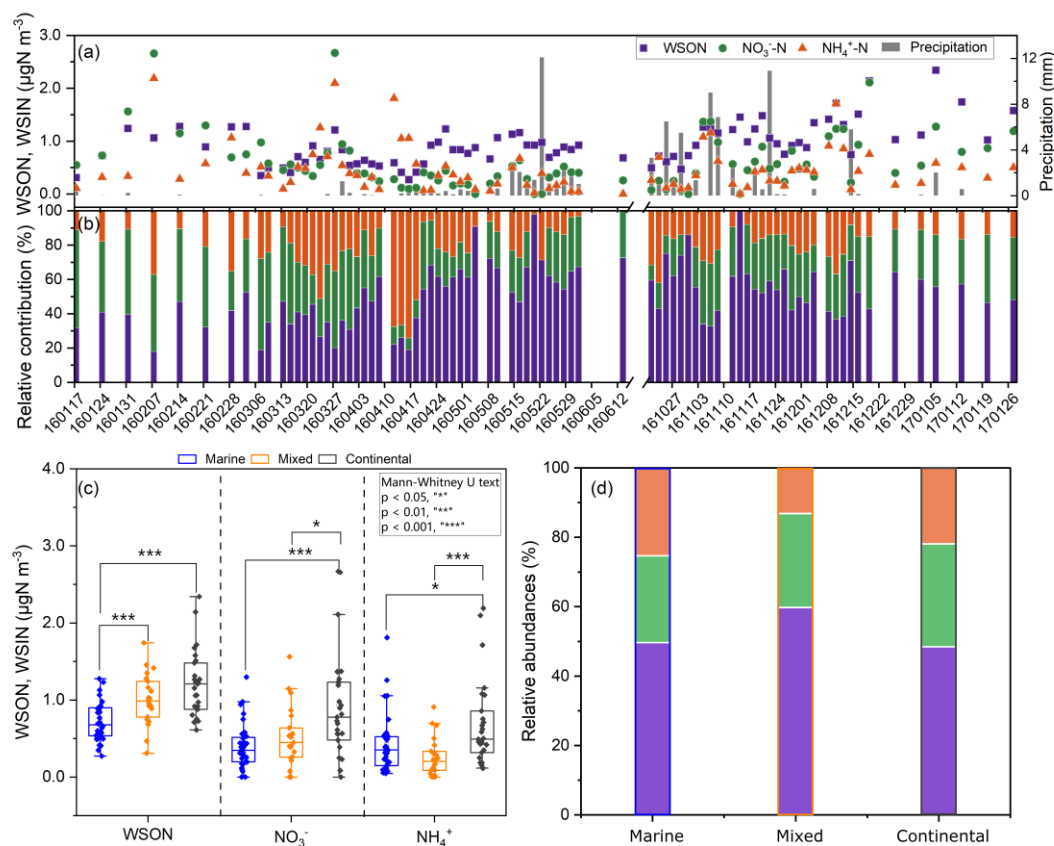 (a)
WSON
NO3⁻-N
NH4⁺-N
Precipitation
WSON, WSIN (µgN m⁻³)
3.0
2.0
1.0
0.0
Precipitation (mm)
12
8
4
0
(b)
Relative contribution (%)
100
80
60
40
20
0
160117
160124
160131
160207
160214
160221
160228
160306
160313
160320
160327
160403
160410
160417
160424
160501
160508
160515
160522
160529
160605
160612
161027
161103
161110
161117
161124
161201
161208
161215
161222
161229
170105
170112
170119
170126
Marine
Mixed
Continental
(c)
Mann-Whitney U text
p < 0.05, "*"
p < 0.01, "**"
p < 0.001, "***"
WSON, WSIN (µgN m⁻³)
4.0
3.0
2.0
1.0
0.0
***
***
***
*
***
*
WSON
NO3⁻
NH4⁺
(d)
Relative abundances (%)
100
80
60
40
20
0
Marine
Mixed
Continental